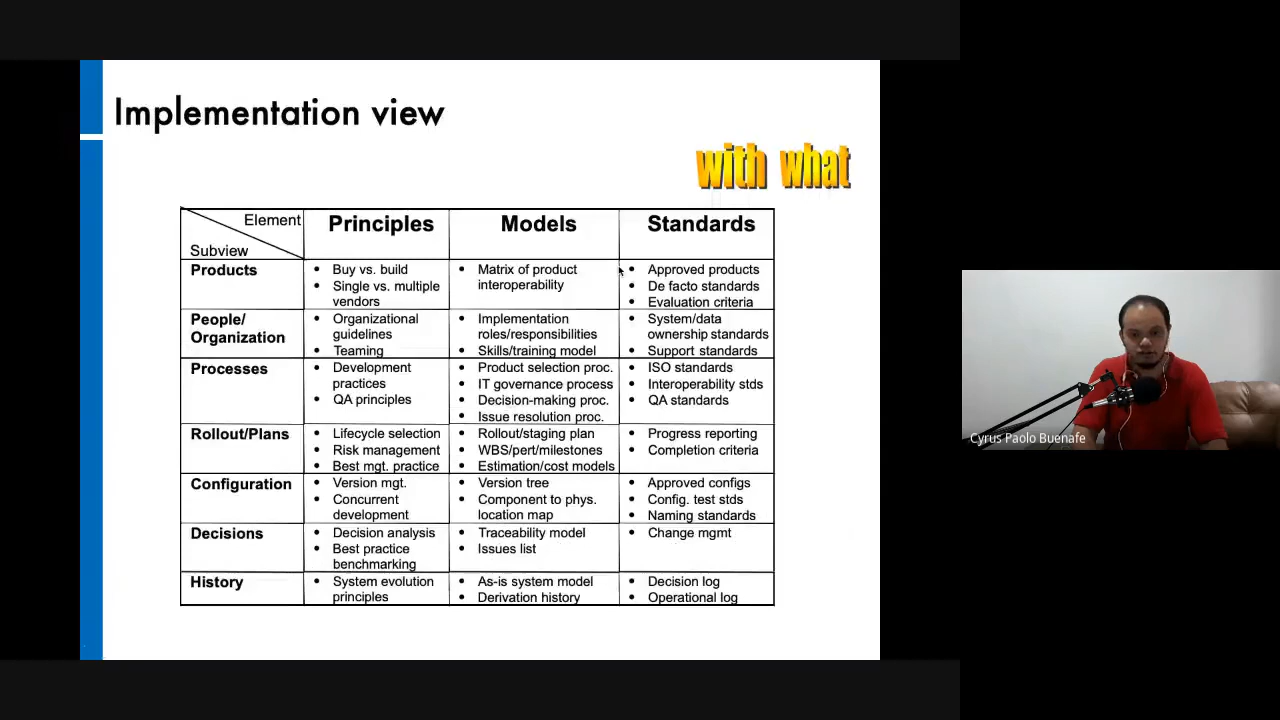 Implementation view
with what
Element
Subview
Principles
Models
Standards
Products
• Buy vs. build
• Single vs. multiple
vendors
• Matrix of product
interoperability
• Approved products
• De facto standards
• Evaluation criteria
People/
Organization
• Organizational
guidelines
• Teaming
• Implementation
roles/responsibilities
• Skills/training model
• System/data
ownership standards
• Support standards
Processes
• Development
practices
• QA principles
• Product selection proc.
• IT governance process
• Decision-making proc.
• Issue resolution proc.
• ISO standards
• Interoperability stds
• QA standards
Rollout/Plans
• Lifecycle selection
• Risk management
• Best mgt. practice
• Rollout/staging plan
• WBS/pert/milestones
• Estimation/cost models
• Progress reporting
• Completion criteria
Configuration
• Version mgt.
• Concurrent
development
• Version tree
• Component to phys.
location map
• Approved configs
• Config. test stds
• Naming standards
Decisions
• Decision analysis
• Best practice
benchmarking
• Traceability model
• Issues list
• Change mgmt
History
• System evolution
principles
• As-is system model
• Derivation history
• Decision log
• Operational log
Cyrus Paolo Buenafe